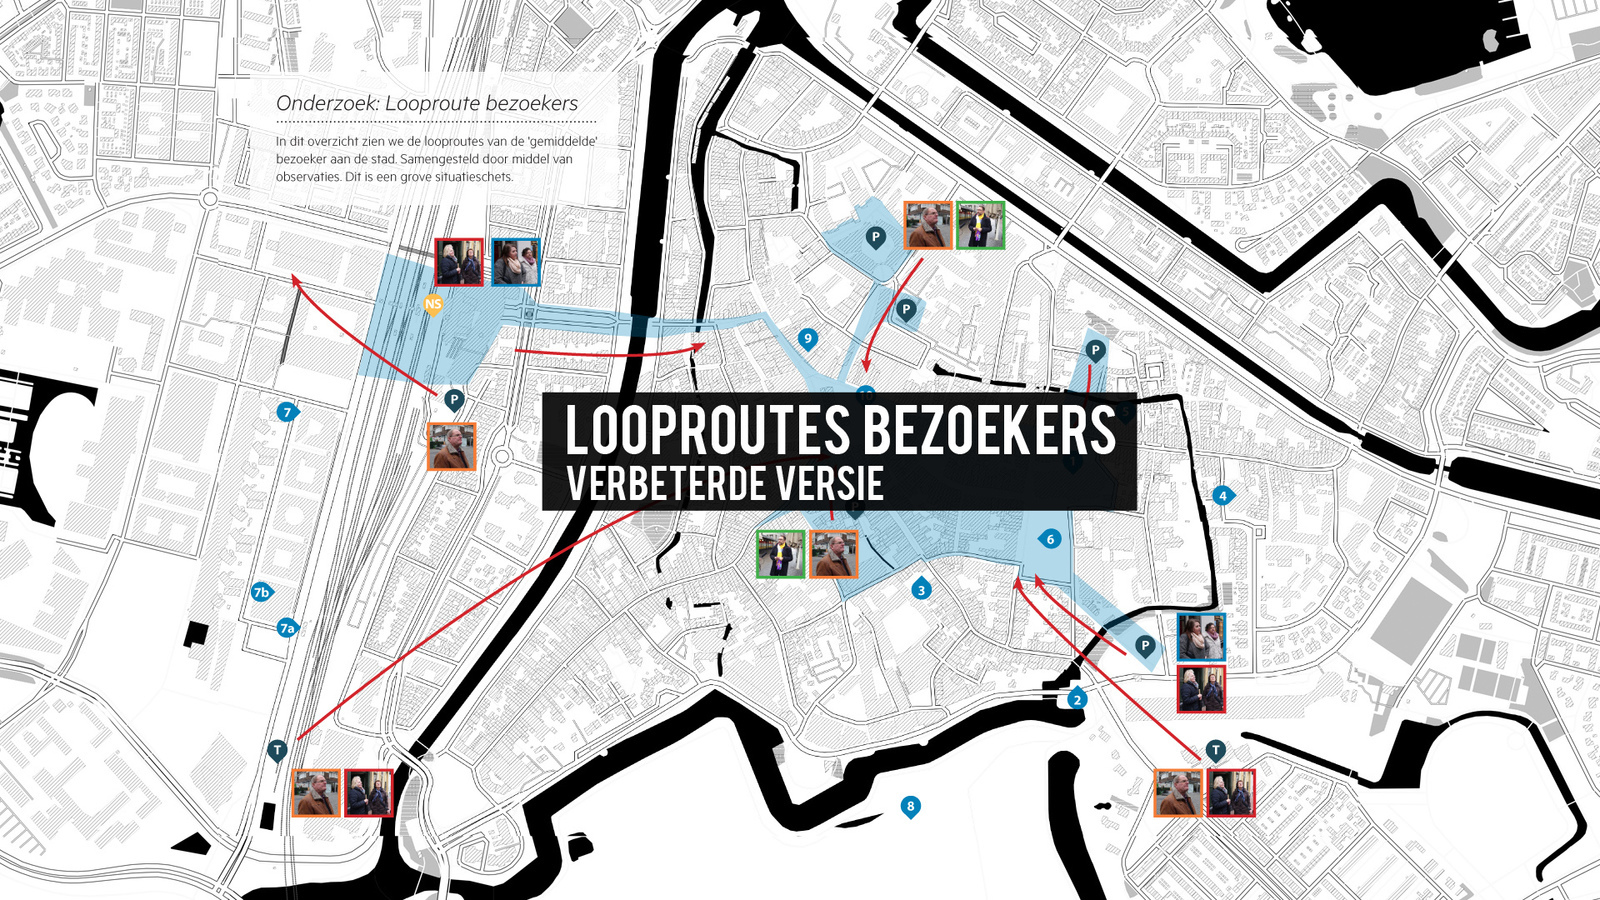 Onderzoek: Looproute bezoekers
In dit overzicht zien we de looproutes van de 'gemiddelde'
bezoeker aan de stad. Samengesteld door middel van
observaties. Dit is een grove situatieschets.
P
P
NS
9
P
10
P
7
5
LOOPROUTES BEZOEKERS
VERBETERDE VERSIE
4
P
6
3
7b
7a
P
2
T
T
8